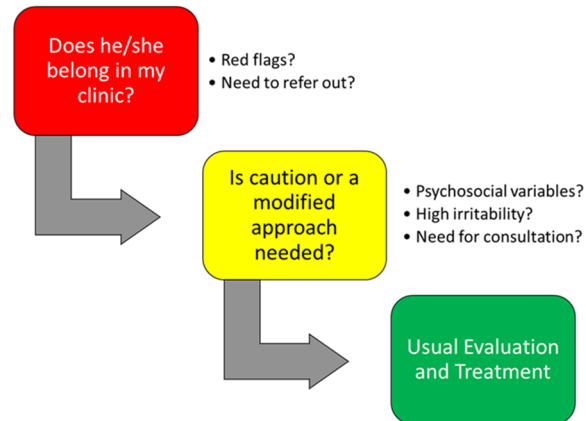 Does he/she
belong in my
clinic?
• Red flags?
• Need to refer out?
Is caution or a
modified
approach
needed?
• Psychosocial variables?
• High irritability?
• Need for consultation?
Usual Evaluation
and Treatment